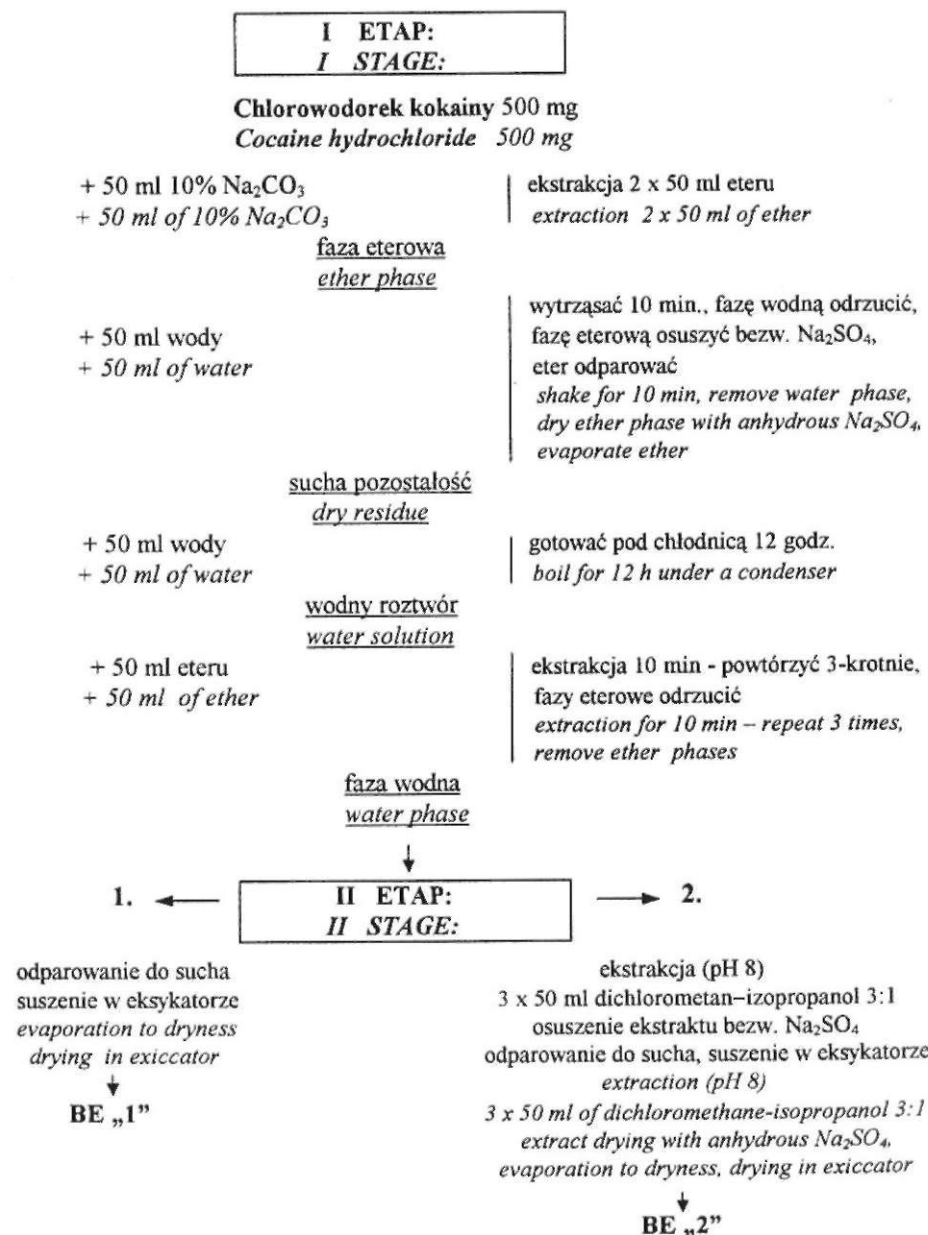 I ETAP:
I STAGE:
Chlorowodorek kokainy 500 mg
Cocaine hydrochloride 500 mg
+ 50 ml 10% Na₂CO₃
+ 50 ml of 10% Na₂CO₃
ekstrakcja 2 x 50 ml eteru
extraction 2 x 50 ml of ether
faza eterowa
ether phase
+ 50 ml wody
+ 50 ml of water
wytrząsać 10 min., fazę wodną odrzucić,
fazę eterową osuszyć bezw. Na₂SO₄,
eter odparować
shake for 10 min, remove water phase,
dry ether phase with anhydrous Na₂SO₄,
evaporate ether
sucha pozostałość
dry residue
+ 50 ml wody
+ 50 ml of water
gotować pod chłodnicą 12 godz.
boil for 12 h under a condenser
wodny roztwór
water solution
+ 50 ml eteru
+ 50 ml of ether
ekstrakcja 10 min - powtórzyć 3-krotnie,
fazy eterowe odrzucić
extraction for 10 min – repeat 3 times,
remove ether phases
faza wodna
water phase
1.
II ETAP:
II STAGE:
2.
odparowanie do sucha
suszenie w eksykatorze
evaporation to dryness
drying in exiccator
BE „1”
ekstrakcja (pH 8)
3 x 50 ml dichlorometan–izopropanol 3:1
osuszenie ekstraktu bezw. Na₂SO₄
odparowanie do sucha, suszenie w eksykatorze
extraction (pH 8)
3 x 50 ml of dichloromethane-isopropanol 3:1
extract drying with anhydrous Na₂SO₄,
evaporation to dryness, drying in exiccator
BE „2”